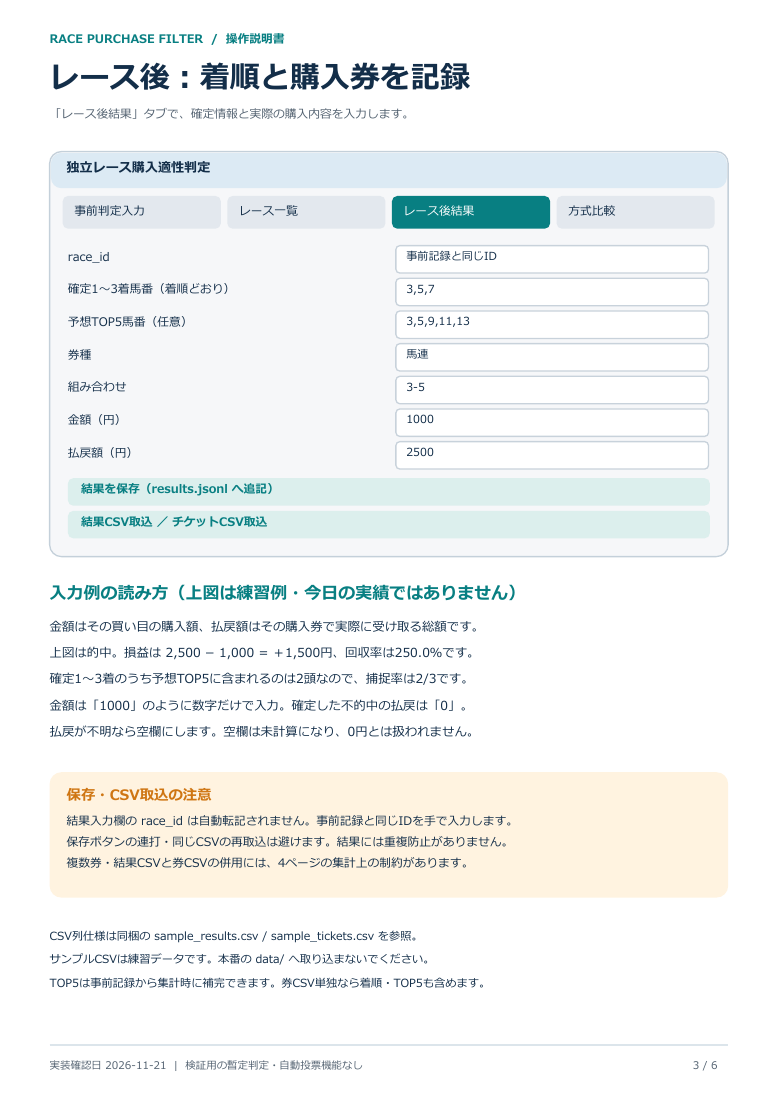 RACE PURCHASE FILTER / 操作説明書
レース後：着順と購入券を記録
「レース後結果」タブで、確定情報と実際の購入内容を入力します。
独立レース購入適性判定
事前判定入力 レース一覧 レース後結果 方式比較
race_id 事前記録と同じID
確定1〜3着馬番（着順どおり） 3,5,7
予想TOP5馬番（任意） 3,5,9,11,13
券種 馬連
組み合わせ 3-5
金額（円） 1000
払戻額（円） 2500
結果を保存（results.jsonl へ追記）
結果CSV取込 ／ チケットCSV取込
入力例の読み方（上図は練習例・今日の実績ではありません）
金額はその買い目の購入額、払戻額はその購入券で実際に受け取る総額です。
上図は的中。損益は 2,500 − 1,000 = +1,500円、回収率は250.0%です。
確定1〜3着のうち予想TOP5に含まれるのは2頭なので、捕捉率は2/3です。
金額は「1000」のように数字だけで入力。確定した不的中の払戻は「0」。
払戻が不明なら空欄にします。空欄は未計算になり、0円とは扱われません。
保存・CSV取込の注意
結果入力欄の race_id は自動転記されません。事前記録と同じIDを手で入力します。
保存ボタンの連打・同じCSVの再取込は避けます。結果には重複防止がありません。
複数券・結果CSVと券CSVの併用には、4ページの集計上の制約があります。
CSV列仕様は同梱の sample_results.csv / sample_tickets.csv を参照。
サンプルCSVは練習データです。本番の data/ へ取り込まないでください。
TOP5は事前記録から集計時に補完できます。券CSV単独なら着順・TOP5も含めます。
実装確認日 2026-11-21 | 検証用の暫定判定・自動投票機能なし 3 / 6